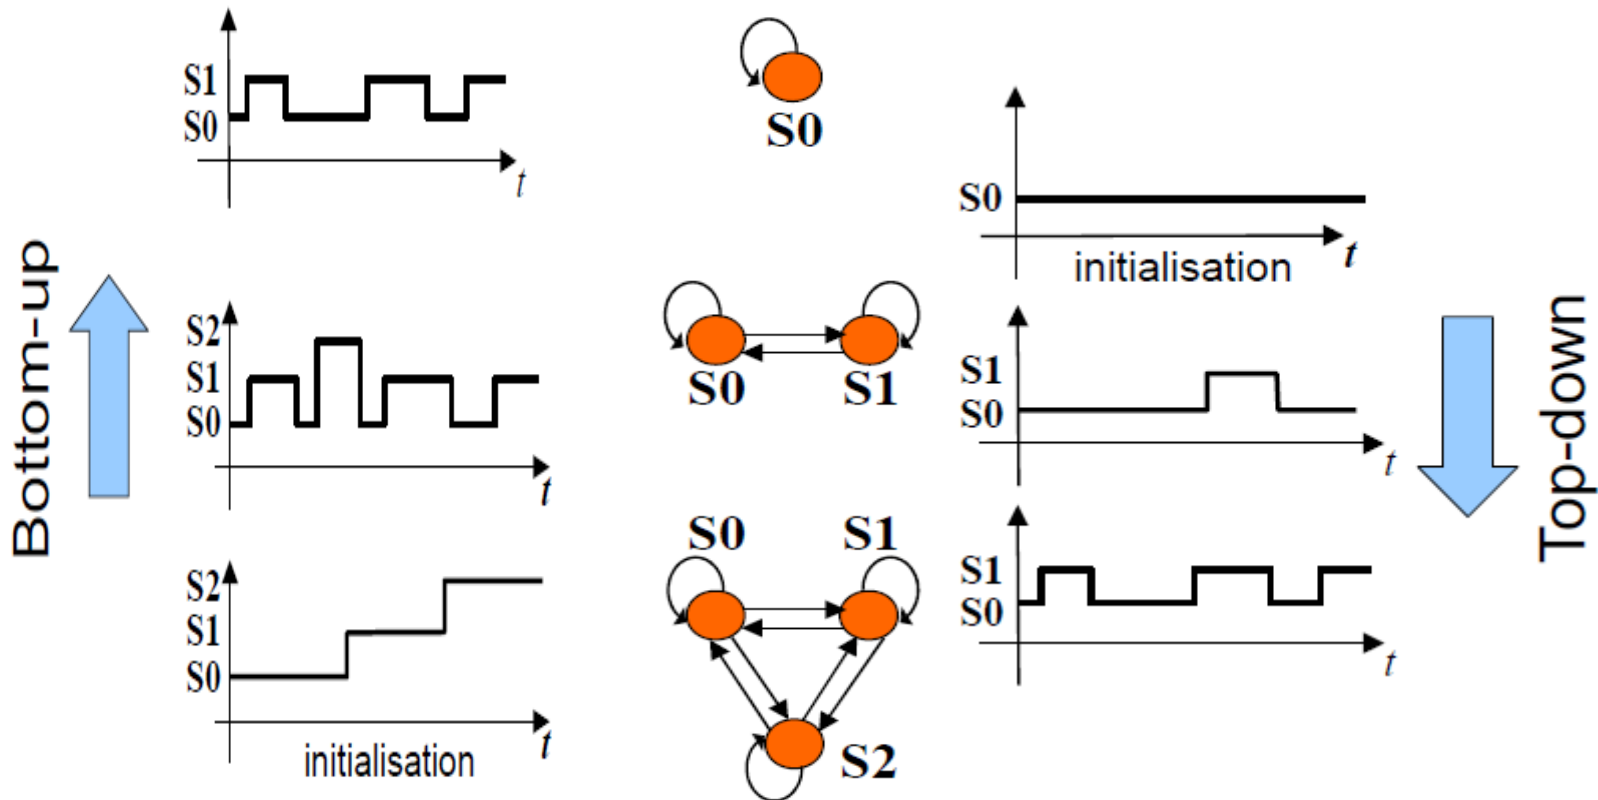 Bottom-up
S1
S0
t
S2
S1
S0
t
S2
S1
S0
t
initialisation
S0
S0 S1
S0 S1
S2
S0
t
initialisation
S1
S0
t
S1
S0
t
Top-down